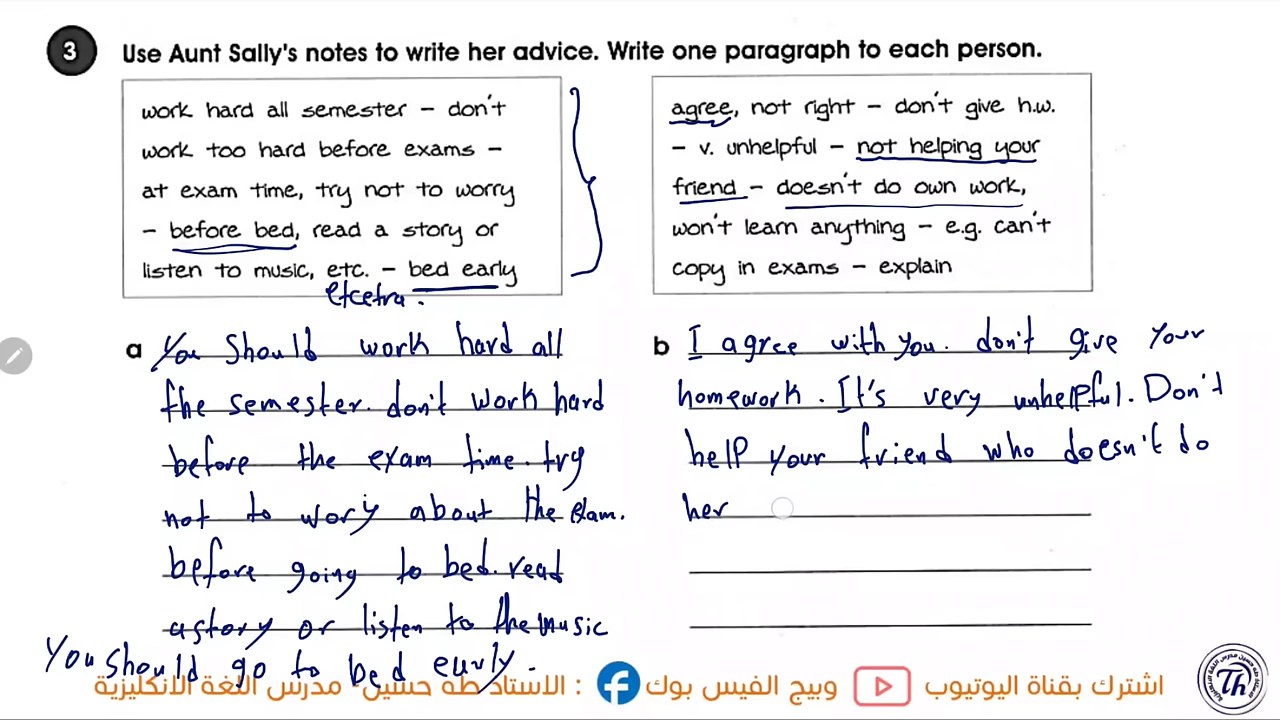 3 Use Aunt Sally's notes to write her advice. Write one paragraph to each person.
work hard all semester – don't
work too hard before exams –
at exam time, try not to worry
– before bed, read a story or
listen to music, etc. – bed early
etcetra.
agree, not right – don't give h.w.
– v. unhelpful – not helping your
friend – doesn't do own work,
won't learn anything – e.g. can't
copy in exams – explain
a You Should work hard all
the semester. don't work hard
before the exam time. try
not to wory about the exam.
before going to bed. read
a story or listen to the music
You should go to bed early.
b I agree with you. don't give your
homework. It's very unhelpful. Don't
help your friend who doesn't do
her
اشترك بقناة اليوتيوب وبيج الفيس بوك : الاستاذ طه حسين مدرس اللغة الانكليزية
Th